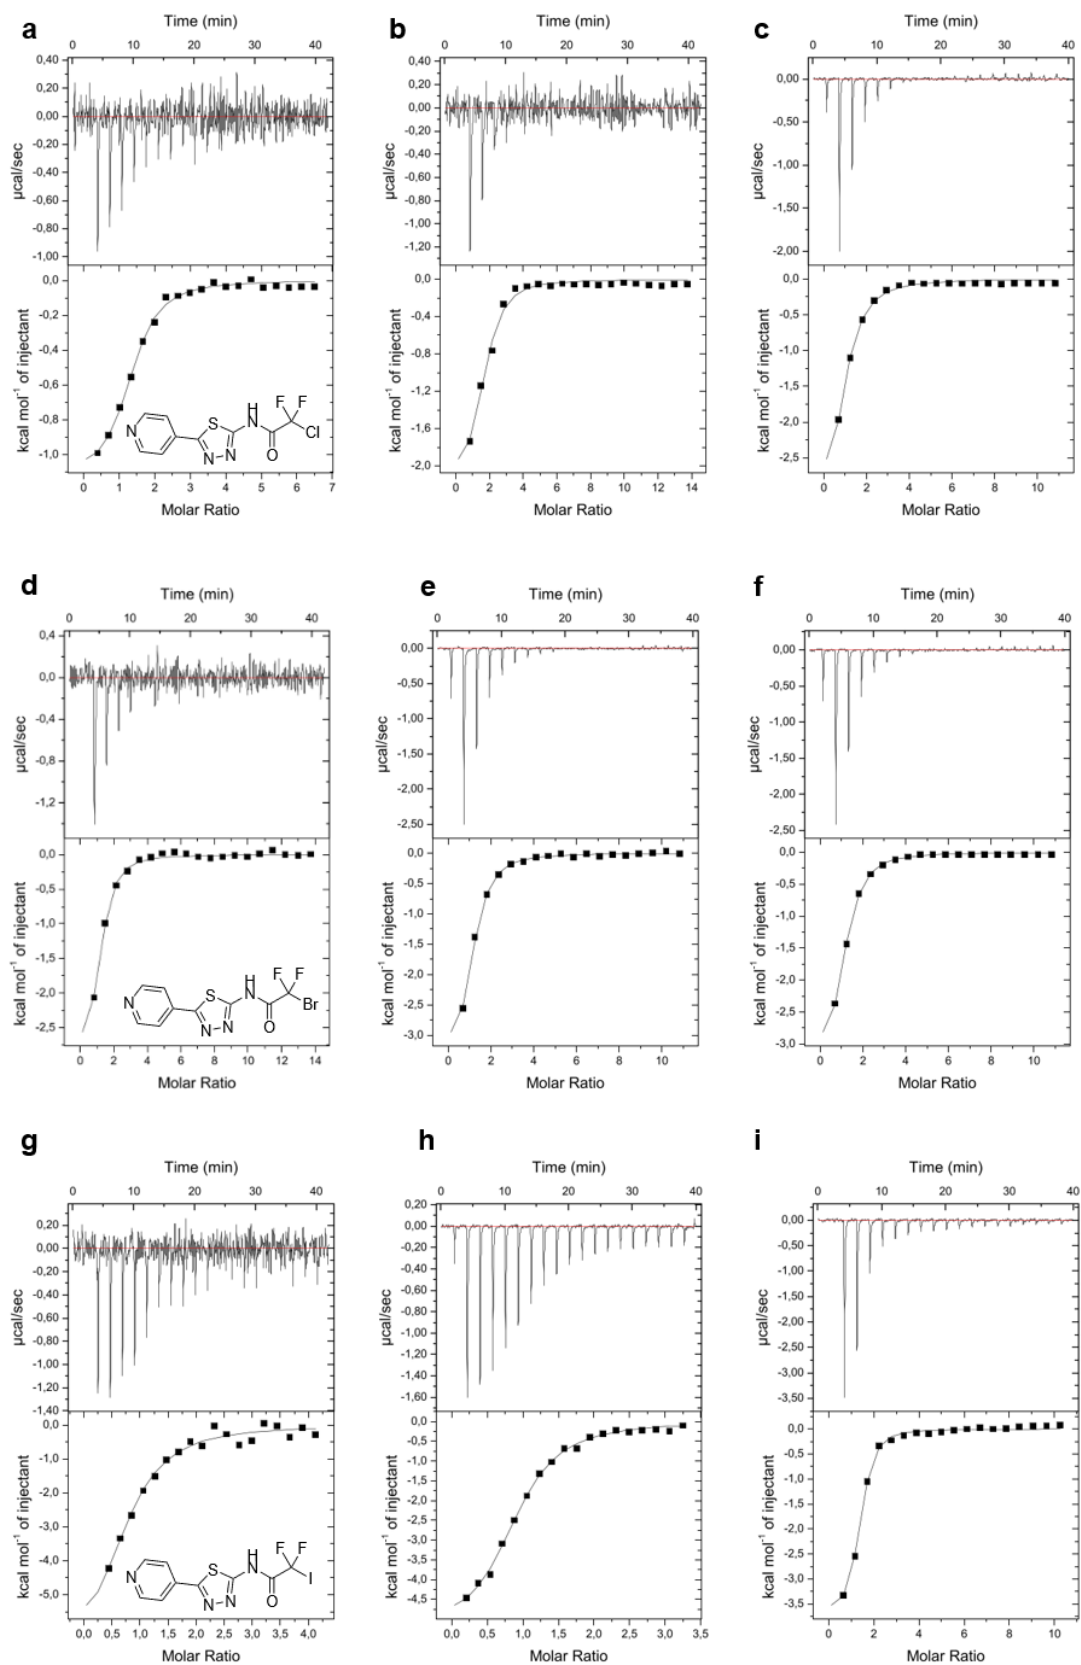 a
Time (min)
0 10 20 30 40
0,40
0,20
0,00
-0,20
-0,40
-0,60
-0,80
-1,00
µcal/sec
0,0
-0,2
-0,4
-0,6
-0,8
-1,0
kcal mol⁻¹ of injectant
N
S
N N
H
N
O
F F
Cl
0 1 2 3 4 5 6 7
Molar Ratio
b
Time (min)
0 10 20 30 40
0,40
0,20
0,00
-0,20
-0,40
-0,60
-0,80
-1,00
-1,20
µcal/sec
0,0
-0,4
-0,8
-1,2
-1,6
-2,0
kcal mol⁻¹ of injectant
0 2 4 6 8 10 12 14
Molar Ratio
c
Time (min)
0 10 20 30 40
0,00
-0,50
-1,00
-1,50
-2,00
µcal/sec
0,0
-0,5
-1,0
-1,5
-2,0
-2,5
kcal mol⁻¹ of injectant
0 2 4 6 8 10
Molar Ratio
d
Time (min)
0 10 20 30 40
0,4
0,0
-0,4
-0,8
-1,2
µcal/sec
0,0
-0,5
-1,0
-1,5
-2,0
-2,5
kcal mol⁻¹ of injectant
N
S
N N
H
N
O
F F
Br
0 2 4 6 8 10 12 14
Molar Ratio
e
Time (min)
0 10 20 30 40
0,00
-0,50
-1,00
-1,50
-2,00
-2,50
µcal/sec
0,0
-0,5
-1,0
-1,5
-2,0
-2,5
-3,0
kcal mol⁻¹ of injectant
0 2 4 6 8 10
Molar Ratio
f
Time (min)
0 10 20 30 40
0,00
-0,50
-1,00
-1,50
-2,00
-2,50
µcal/sec
0,0
-0,5
-1,0
-1,5
-2,0
-2,5
-3,0
kcal mol⁻¹ of injectant
0 2 4 6 8 10
Molar Ratio
g
Time (min)
0 10 20 30 40
0,20
0,00
-0,20
-0,40
-0,60
-0,80
-1,00
-1,20
-1,40
µcal/sec
0,0
-1,0
-2,0
-3,0
-4,0
-5,0
kcal mol⁻¹ of injectant
N
S
N N
H
N
O
F F
I
0,0 0,5 1,0 1,5 2,0 2,5 3,0 3,5 4,0
Molar Ratio
h
Time (min)
0 10 20 30 40
0,20
0,00
-0,20
-0,40
-0,60
-0,80
-1,00
-1,20
-1,40
-1,60
µcal/sec
0,0
-0,5
-1,0
-1,5
-2,0
-2,5
-3,0
-3,5
-4,0
-4,5
kcal mol⁻¹ of injectant
0,0 0,5 1,0 1,5 2,0 2,5 3,0 3,5
Molar Ratio
i
Time (min)
0 10 20 30 40
0,00
-0,50
-1,00
-1,50
-2,00
-2,50
-3,00
-3,50
µcal/sec
0,0
-0,5
-1,0
-1,5
-2,0
-2,5
-3,0
-3,5
kcal mol⁻¹ of injectant
0 2 4 6 8 10
Molar Ratio